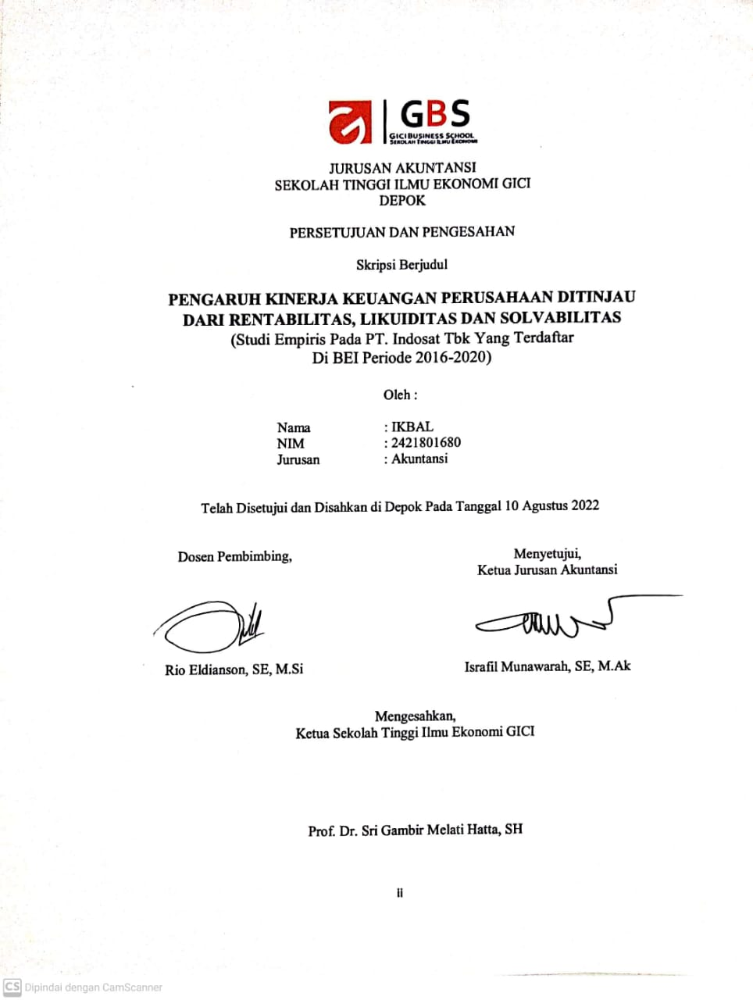 GBS
GICI BUSINESS SCHOOL
SEKOLAH TINGGI ILMU EKONOMI
JURUSAN AKUNTANSI
SEKOLAH TINGGI ILMU EKONOMI GICI
DEPOK
PERSETUJUAN DAN PENGESAHAN
Skripsi Berjudul
PENGARUH KINERJA KEUANGAN PERUSAHAAN DITINJAU
DARI RENTABILITAS, LIKUIDITAS DAN SOLVABILITAS
(Studi Empiris Pada PT. Indosat Tbk Yang Terdaftar
Di BEI Periode 2016-2020)
Oleh :
Nama : IKBAL
NIM : 2421801680
Jurusan : Akuntansi
Telah Disetujui dan Disahkan di Depok Pada Tanggal 10 Agustus 2022
Dosen Pembimbing,
Menyetujui,
Ketua Jurusan Akuntansi
Rio Eldianson, SE, M.Si
Israfil Munawarah, SE, M.Ak
Mengesahkan,
Ketua Sekolah Tinggi Ilmu Ekonomi GICI
Prof. Dr. Sri Gambir Melati Hatta, SH
ii
CS Dipindai dengan CamScanner